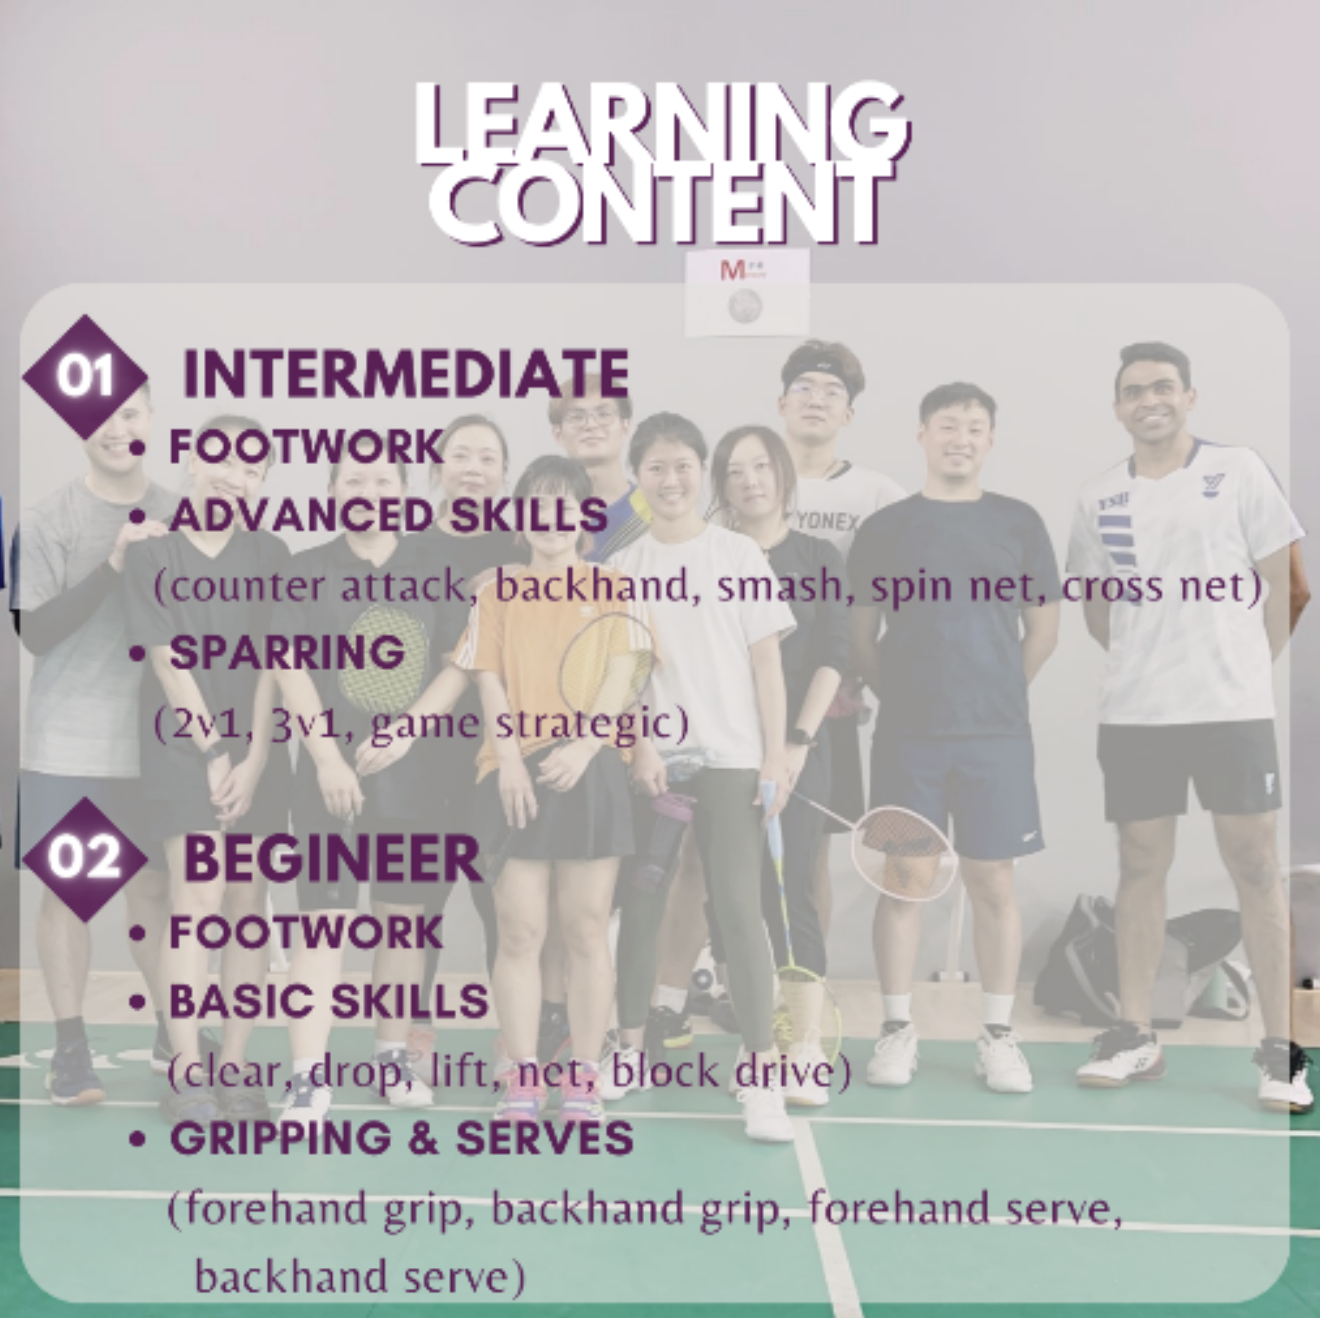 LEARNING
CONTENT
M
01 INTERMEDIATE
• FOOTWORK
• ADVANCED SKILLS
(counter attack, backhand, smash, spin net, cross net)
YONEX
• SPARRING
(2v1, 3v1, game strategic)
02 BEGINEER
• FOOTWORK
• BASIC SKILLS
(clear, drop, lift, net, block drive)
• GRIPPING & SERVES
(forehand grip, backhand grip, forehand serve,
backhand serve)